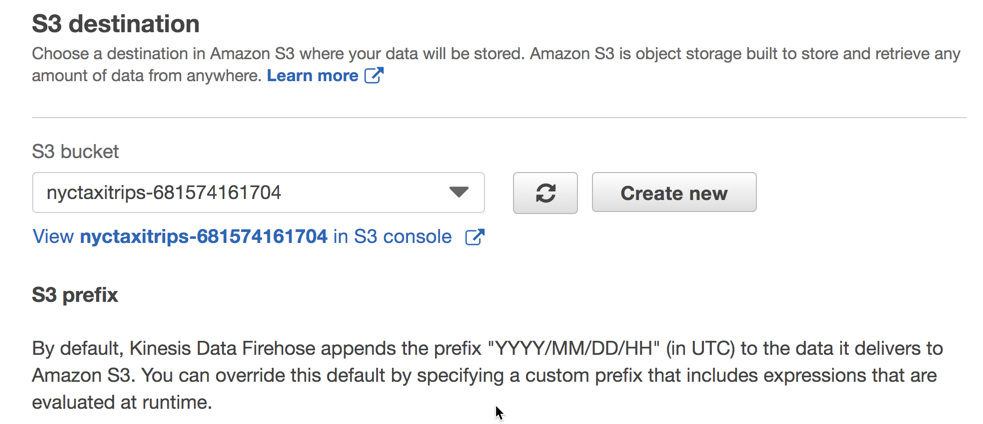 S3 destination
Choose a destination in Amazon S3 where your data will be stored. Amazon S3 is object storage built to store and retrieve any
amount of data from anywhere. Learn more
S3 bucket
nyctaxitrips-681574161704
Create new
View nyctaxitrips-681574161704 in S3 console
S3 prefix
By default, Kinesis Data Firehose appends the prefix "YYYY/MM/DD/HH" (in UTC) to the data it delivers to
Amazon S3. You can override this default by specifying a custom prefix that includes expressions that are
evaluated at runtime.